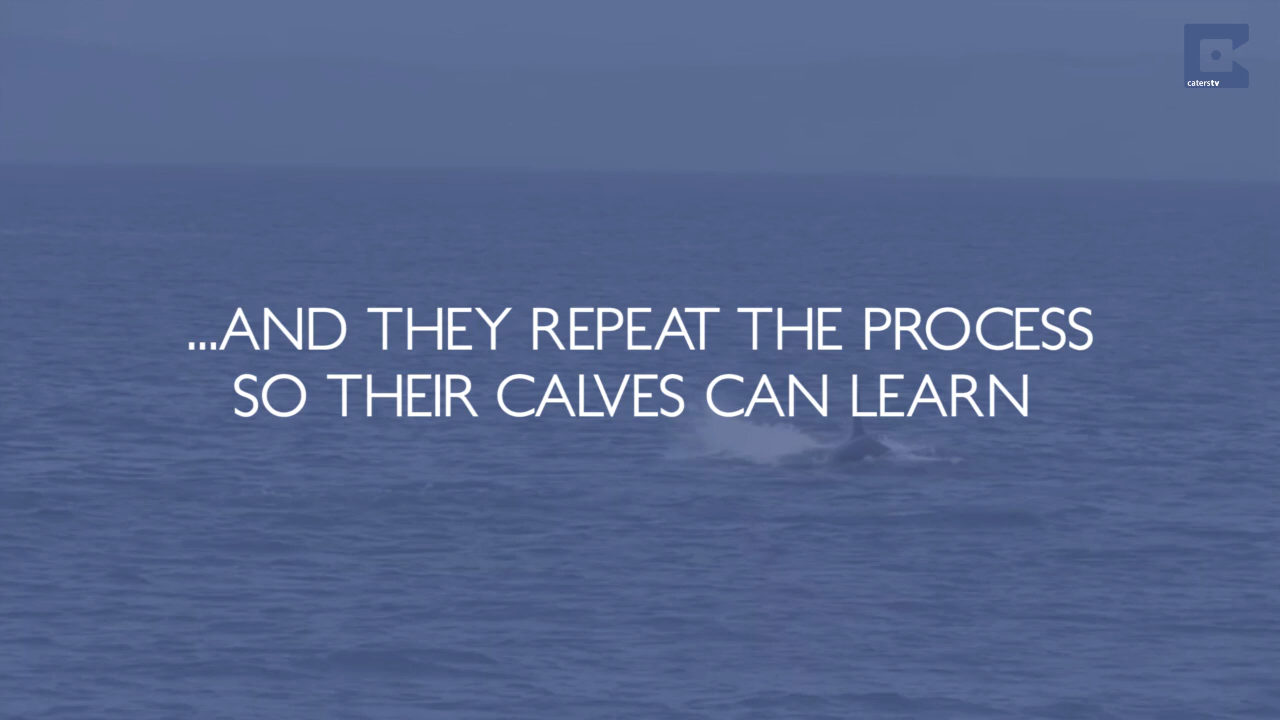 caterstv
...AND THEY REPEAT THE PROCESS
SO THEIR CALVES CAN LEARN